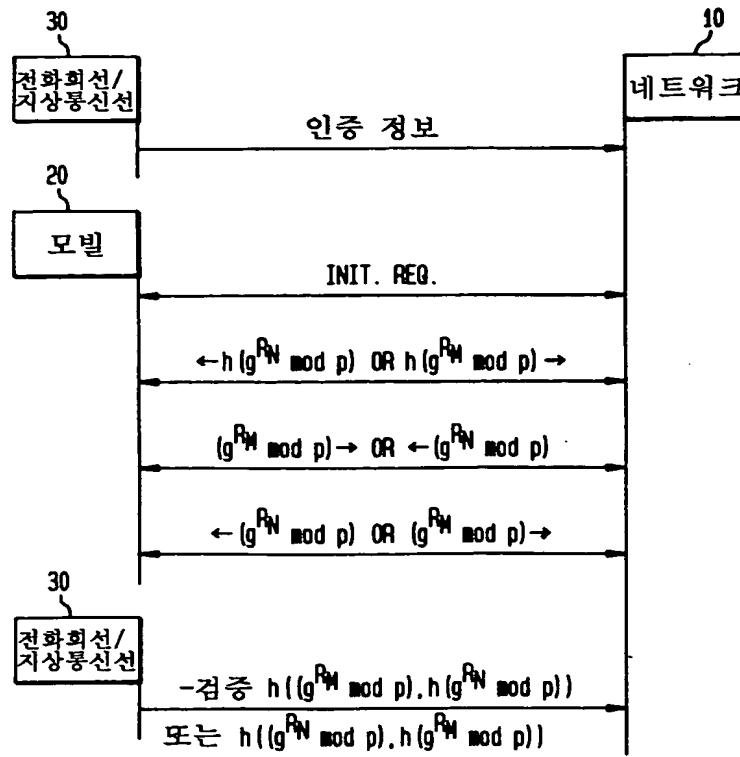 30
10
전화회선/
지상통신선
네트워크
인증 정보
20
모빌
INIT. REQ.
←h(g^RN mod p) OR h(g^RM mod p)→
(g^RM mod p)→ OR ←(g^RN mod p)
←(g^RN mod p) OR (g^RM mod p)→
30
전화회선/
지상통신선
-검증 h((g^RM mod p),h(g^RN mod p))
또는 h((g^RN mod p),h(g^RM mod p))